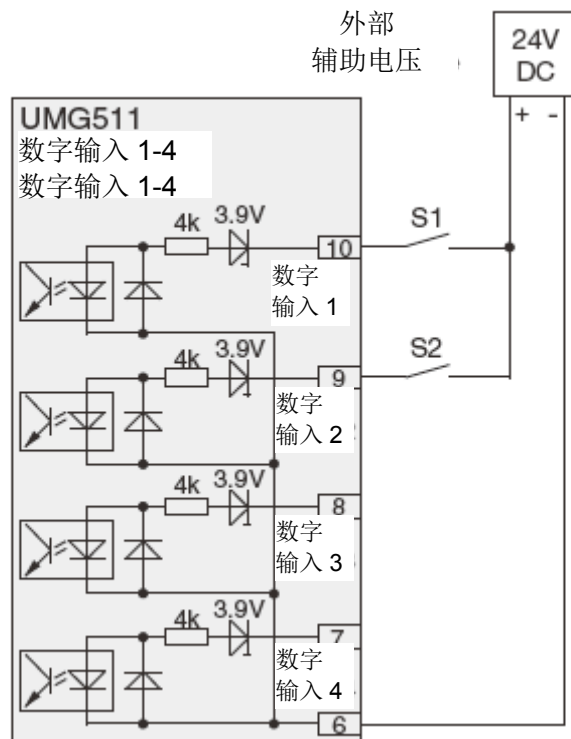 外部
辅助电压
24V
DC
+ -
UMG511
数字输入 1-4
数字输入 1-4
4k 3.9V
10
S1
数字
输入 1
4k 3.9V
9
S2
数字
输入 2
4k 3.9V
8
数字
输入 3
4k 3.9V
7
数字
输入 4
6